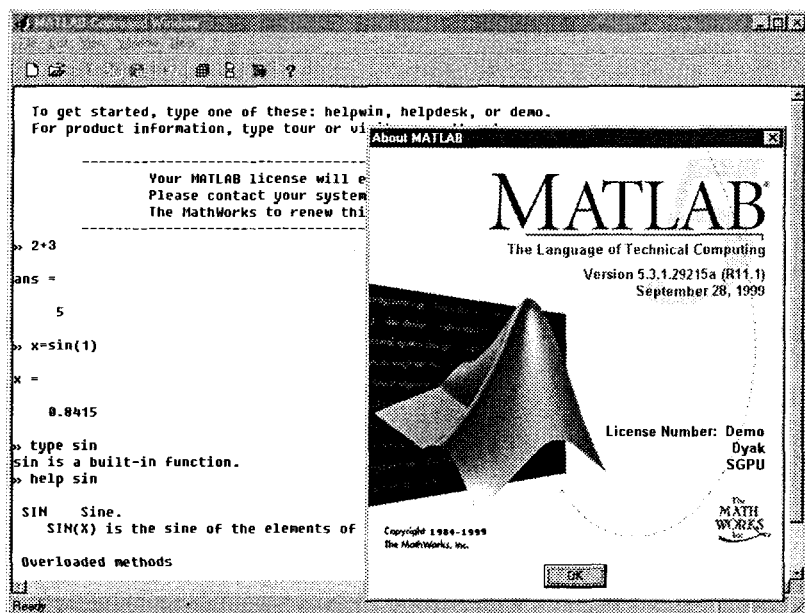 MATLAB Command Window
To get started, type one of these: helpwin, helpdesk, or demo.
For product information, type tour or
Your MATLAB license will
Please contact your system
The MathWorks to renew
» 2+3
ans =
5
» x=sin(1)
x =
0.8415
» type sin
sin is a built-in function.
» help sin
SIN Sine.
SIN(X) is the sine of the elements of
Overloaded methods
Ready
About MATLAB
MATLAB®
The Language of Technical Computing
Version 5.3.1.29215a (R11.1)
September 28, 1999
License Number: Demo
Dyak
SGPU
Copyright 1984-1999
The MathWorks, Inc.
The
MATH
WORKS
Inc.
OK